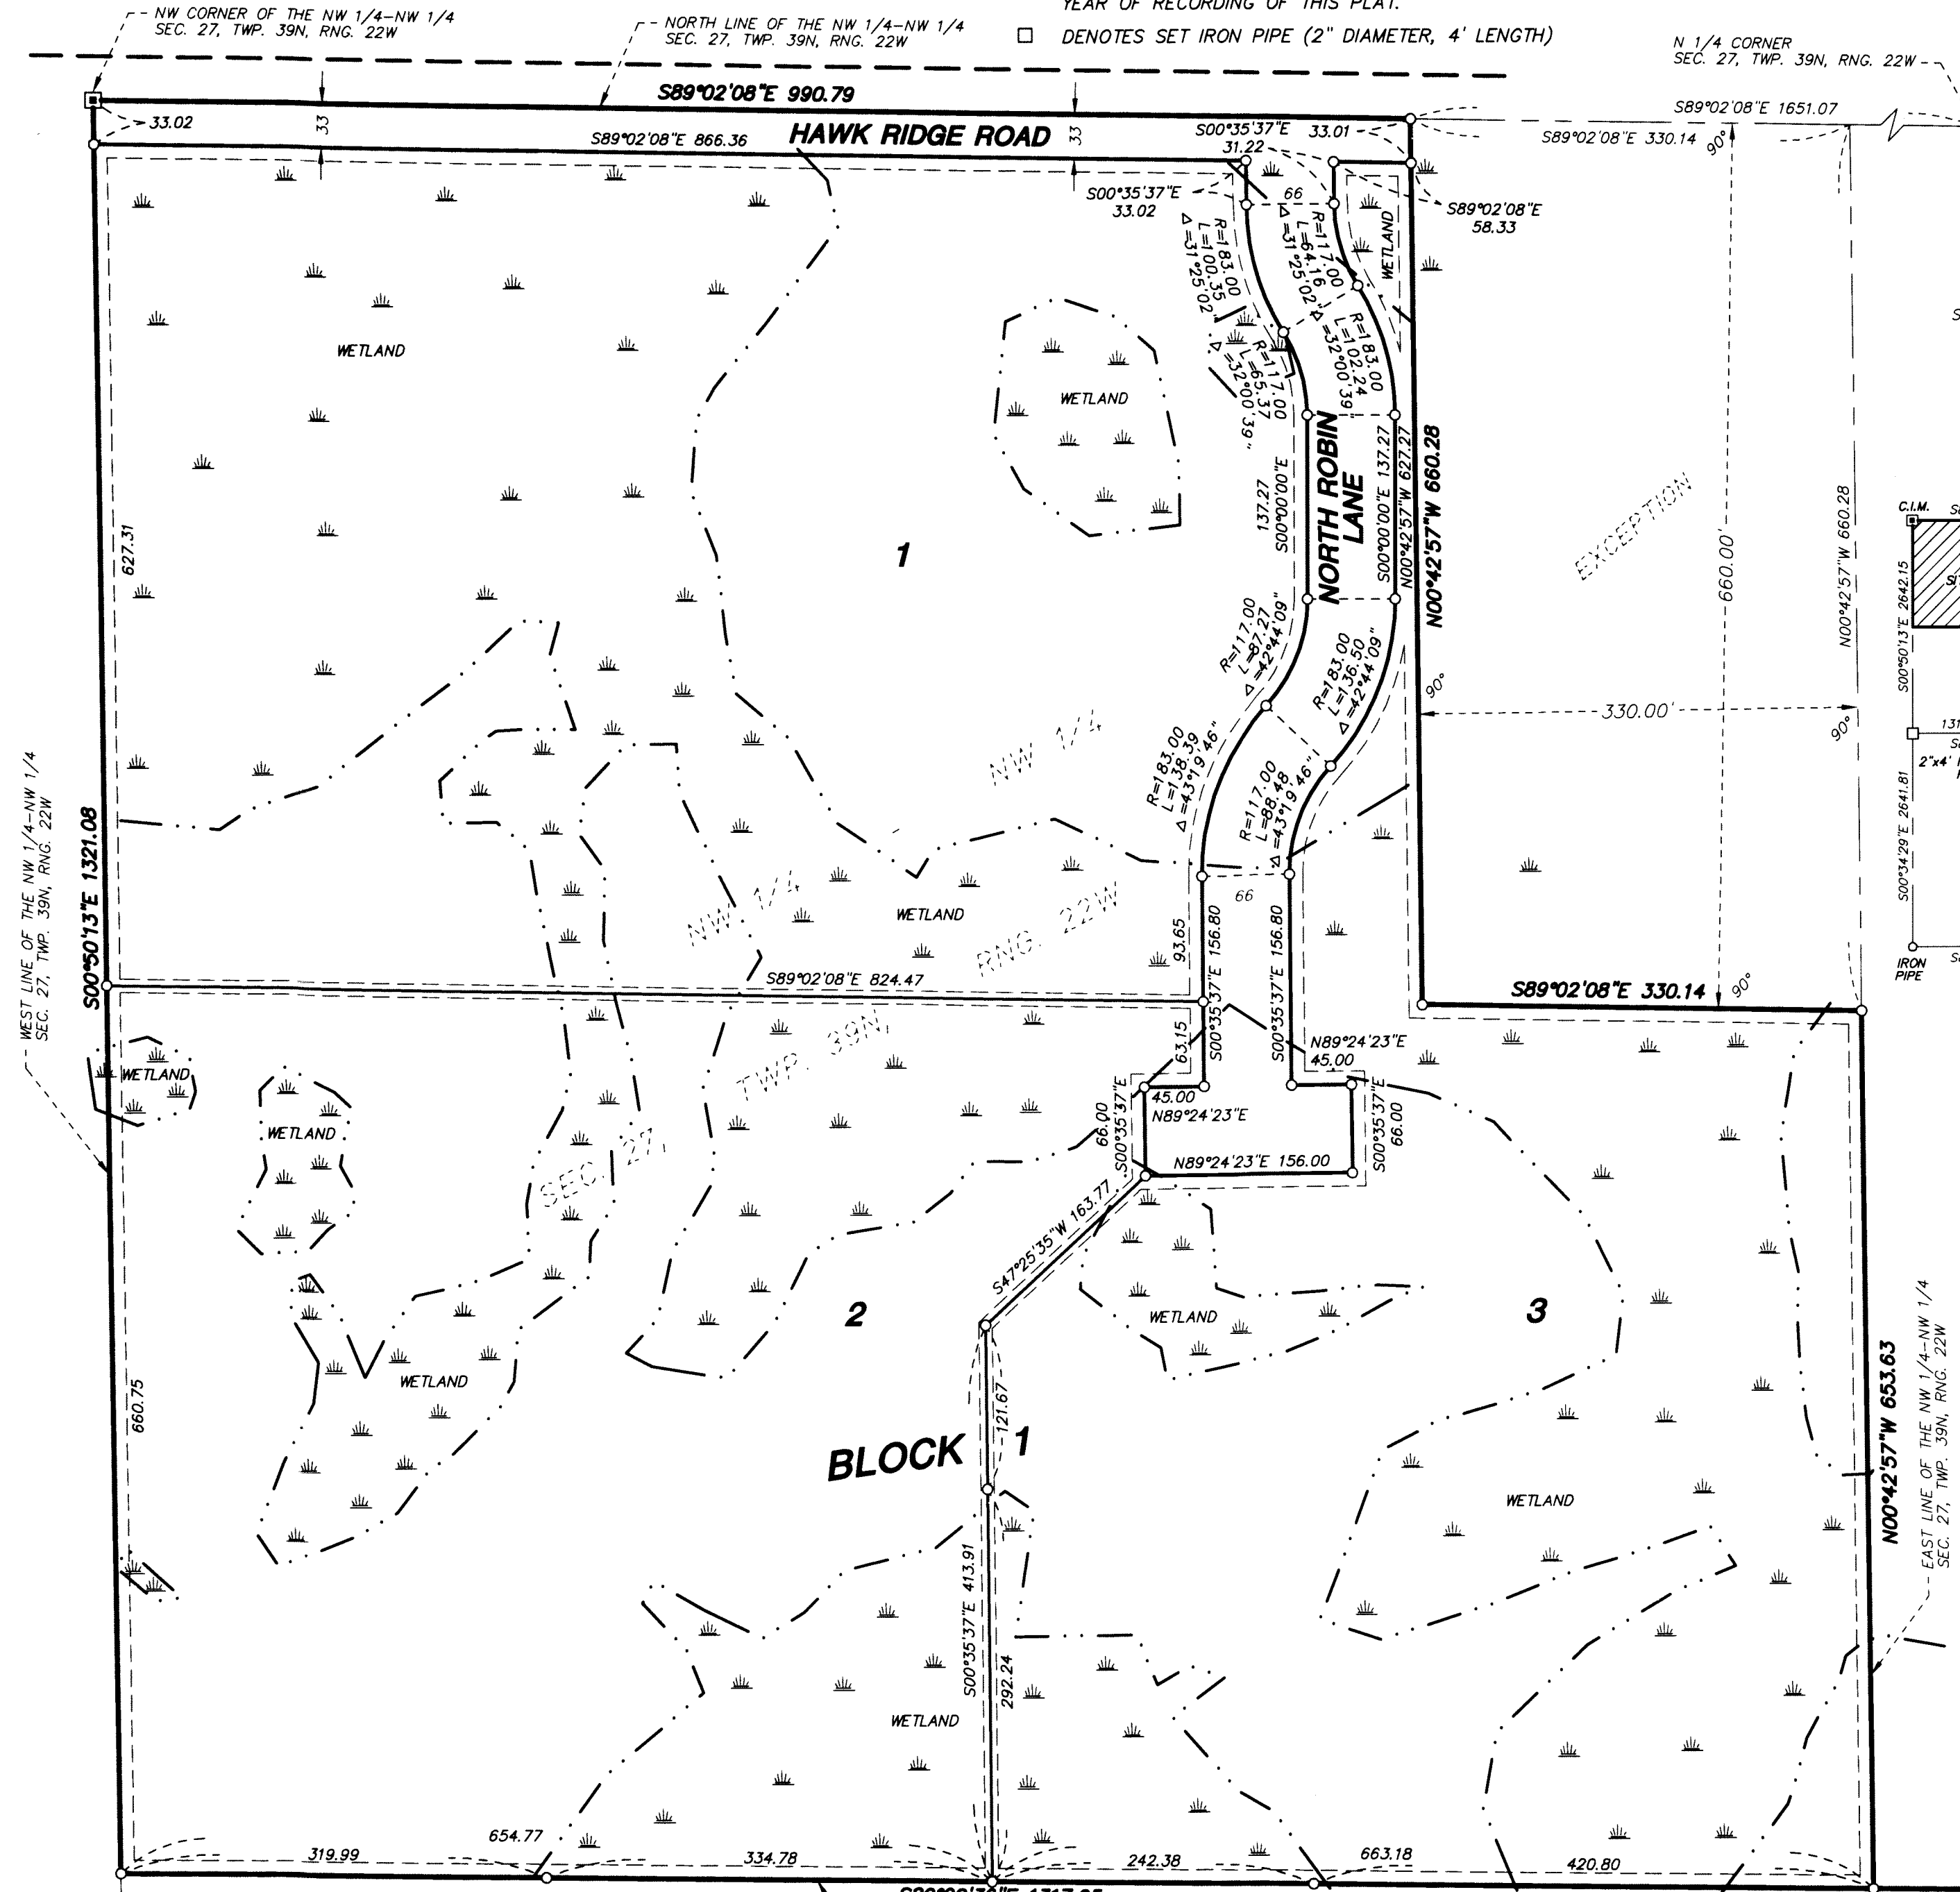 YEAR OF RECORDING OF THIS PLAT.
DENOTES SET IRON PIPE (2" DIAMETER, 4' LENGTH)
NW CORNER OF THE NW 1/4-NW 1/4
SEC. 27, TWP. 39N, RNG. 22W
NORTH LINE OF THE NW 1/4-NW 1/4
SEC. 27, TWP. 39N, RNG. 22W
N 1/4 CORNER
SEC. 27, TWP. 39N, RNG. 22W
S89°02'08"E 990.79
S89°02'08"E 1651.07
33.02
33
S89°02'08"E 866.36
HAWK RIDGE ROAD
33
S00°35'37"E
31.22
33.01
S89°02'08"E 330.14
90°
S00°35'37"E
33.02
66
S89°02'08"E
58.33
R=183.00
L=100.35
Δ=31°25'02"
R=117.00
L=64.16
Δ=31°25'02"
WETLAND
R=183.00
L=102.24
Δ=32°00'39"
R=117.00
L=65.37
Δ=32°00'39"
WETLAND
WETLAND
NORTH ROBIN
LANE
137.27
S00°00'00"E
S00°00'00"E 137.27
N00°42'57"W 627.27
N00°42'57"W 660.28
EXCEPTION
660.00'
N00°42'57"W 660.28
C.I.M.
S00°50'13"E 2642.15
627.31
1
R=117.00
L=87.27
Δ=42°44'09"
R=183.00
L=136.50
Δ=42°44'09"
90°
330.00'
90°
2"x4'
S00°34'29"E 2641.81
IRON
PIPE
R=183.00
L=138.39
Δ=43°19'46"
R=117.00
L=88.48
Δ=43°19'46"
NW 1/4
NW 1/4
WETLAND
RNG. 22W
66
WEST LINE OF THE NW 1/4-NW 1/4
SEC. 27, TWP. 39N, RNG. 22W
S00°50'13"E 1321.08
93.65
S00°35'37"E 156.80
S00°35'37"E 156.80
S89°02'08"E 824.47
S89°02'08"E 330.14
90°
TWP. 39N,
63.15
N89°24'23"E
45.00
WETLAND
WETLAND
SEC. 27,
66.00
S00°35'37"E
45.00
N89°24'23"E
S00°35'37"E
66.00
N89°24'23"E 156.00
S47°25'35"W 163.77
2
WETLAND
3
WETLAND
660.75
121.67
BLOCK 1
WETLAND
N00°42'57"W 653.63
EAST LINE OF THE NW 1/4-NW 1/4
SEC. 27, TWP. 39N, RNG. 22W
S00°35'37"E 413.91
292.24
WETLAND
319.99
654.77
334.78
242.38
663.18
420.80